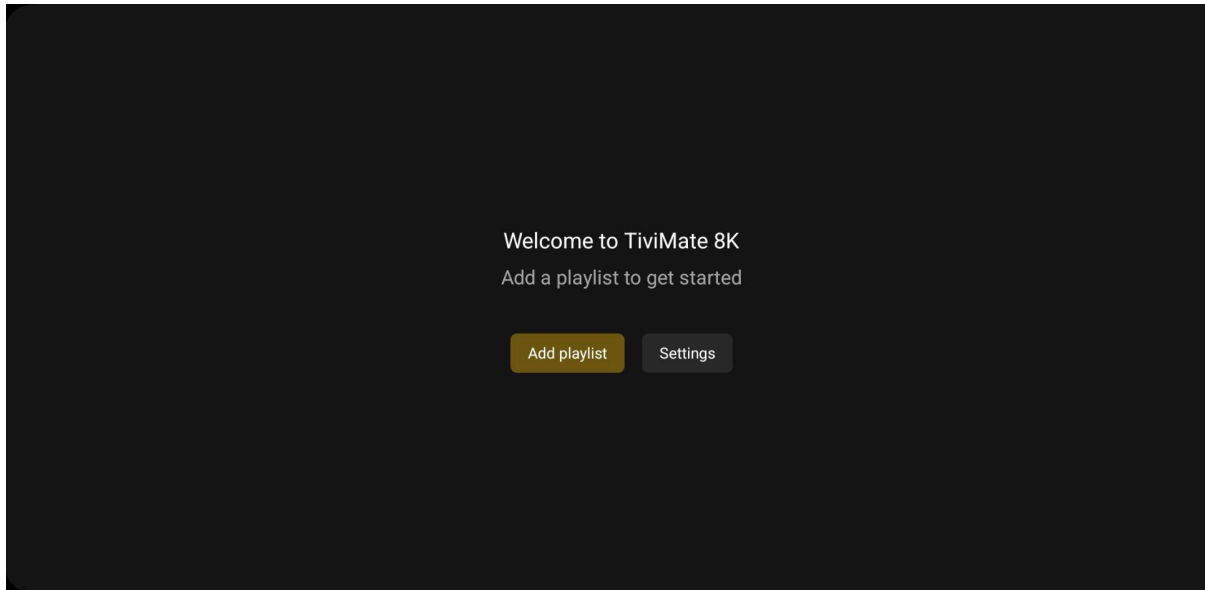 Welcome to TiviMate 8K
Add a playlist to get started
Add playlist Settings